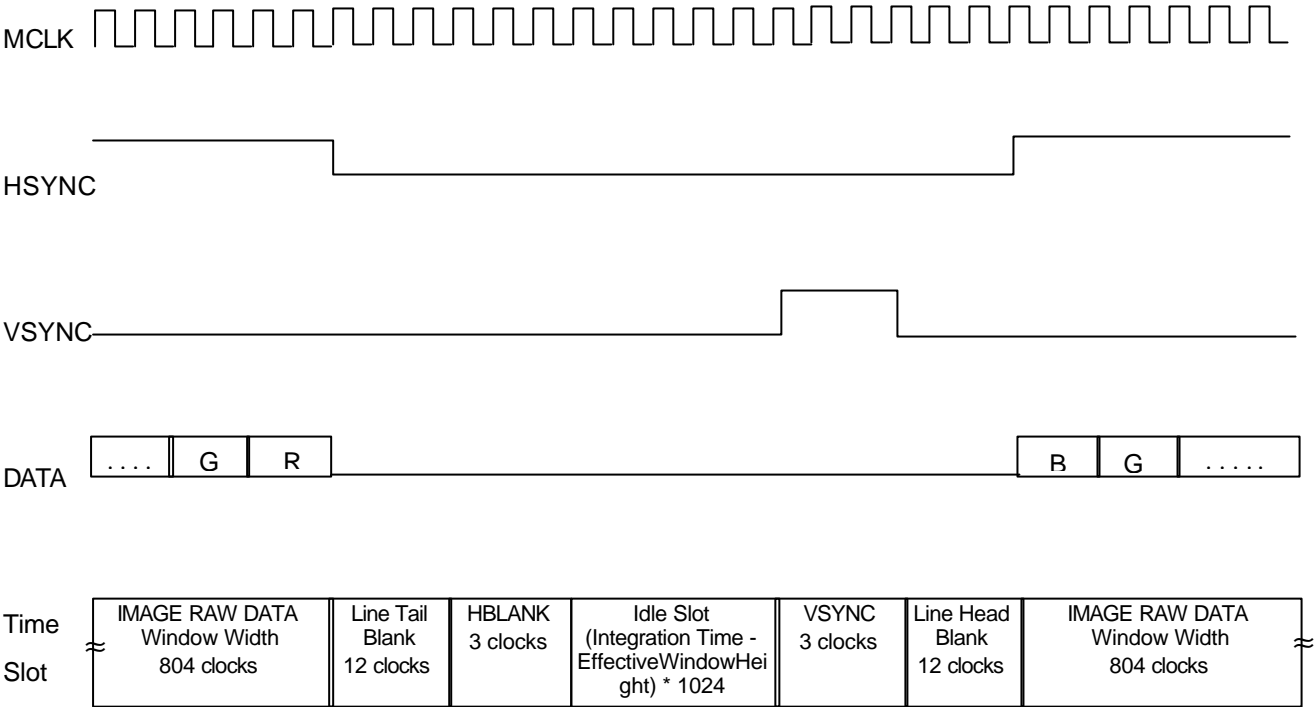 MCLK
HSYNC
VSYNC
DATA
. . . .
G
R
B
G
. . . . .
Time
Slot
≈
IMAGE RAW DATA
Window Width
804 clocks
Line Tail
Blank
12 clocks
HBLANK
3 clocks
Idle Slot
(Integration Time -
EffectiveWindowHei
ght) * 1024
VSYNC
3 clocks
Line Head
Blank
12 clocks
IMAGE RAW DATA
Window Width
804 clocks
≈